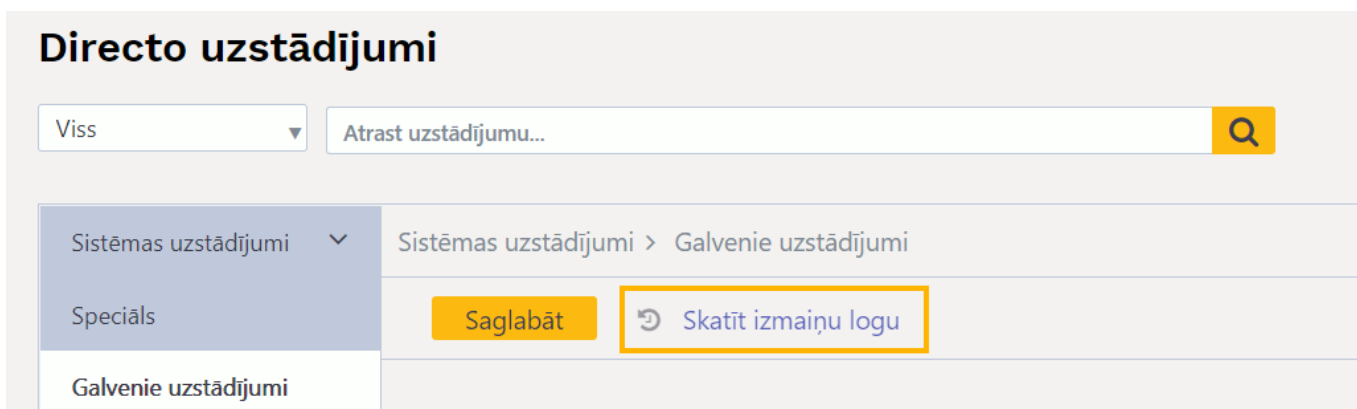 Directo uzstādījumi
Viss
Atrast uzstādījumu...
Sistēmas uzstādījumi
Sistēmas uzstādījumi > Galvenie uzstādījumi
Speciāls
Saglabāt
Skatīt izmaiņu logu
Galvenie uzstādījumi